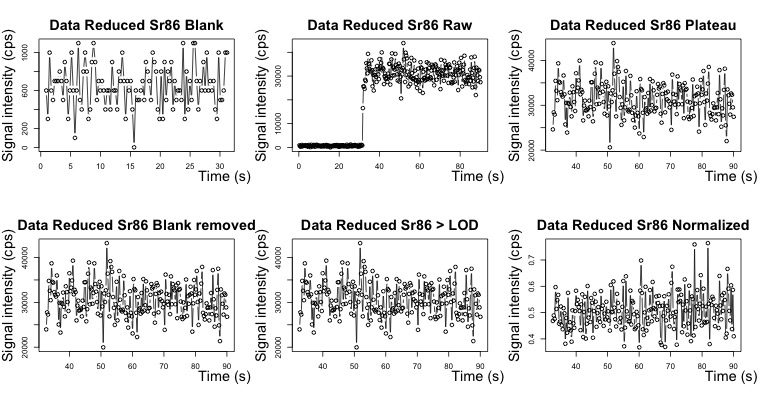 Data Reduced Sr86 Blank
Signal intensity (cps)
0 200 600 1000
0 5 10 15 20 25 30
Time (s)
Data Reduced Sr86 Raw
Signal intensity (cps)
0 10000 30000
0 20 40 60 80
Time (s)
Data Reduced Sr86 Plateau
Signal intensity (cps)
20000 30000 40000
40 50 60 70 80 90
Time (s)
Data Reduced Sr86 Blank removed
Signal intensity (cps)
20000 30000 40000
40 50 60 70 80 90
Time (s)
Data Reduced Sr86 > LOD
Signal intensity (cps)
20000 30000 40000
40 50 60 70 80 90
Time (s)
Data Reduced Sr86 Normalized
Signal intensity (cps)
0.4 0.5 0.6 0.7
40 50 60 70 80 90
Time (s)